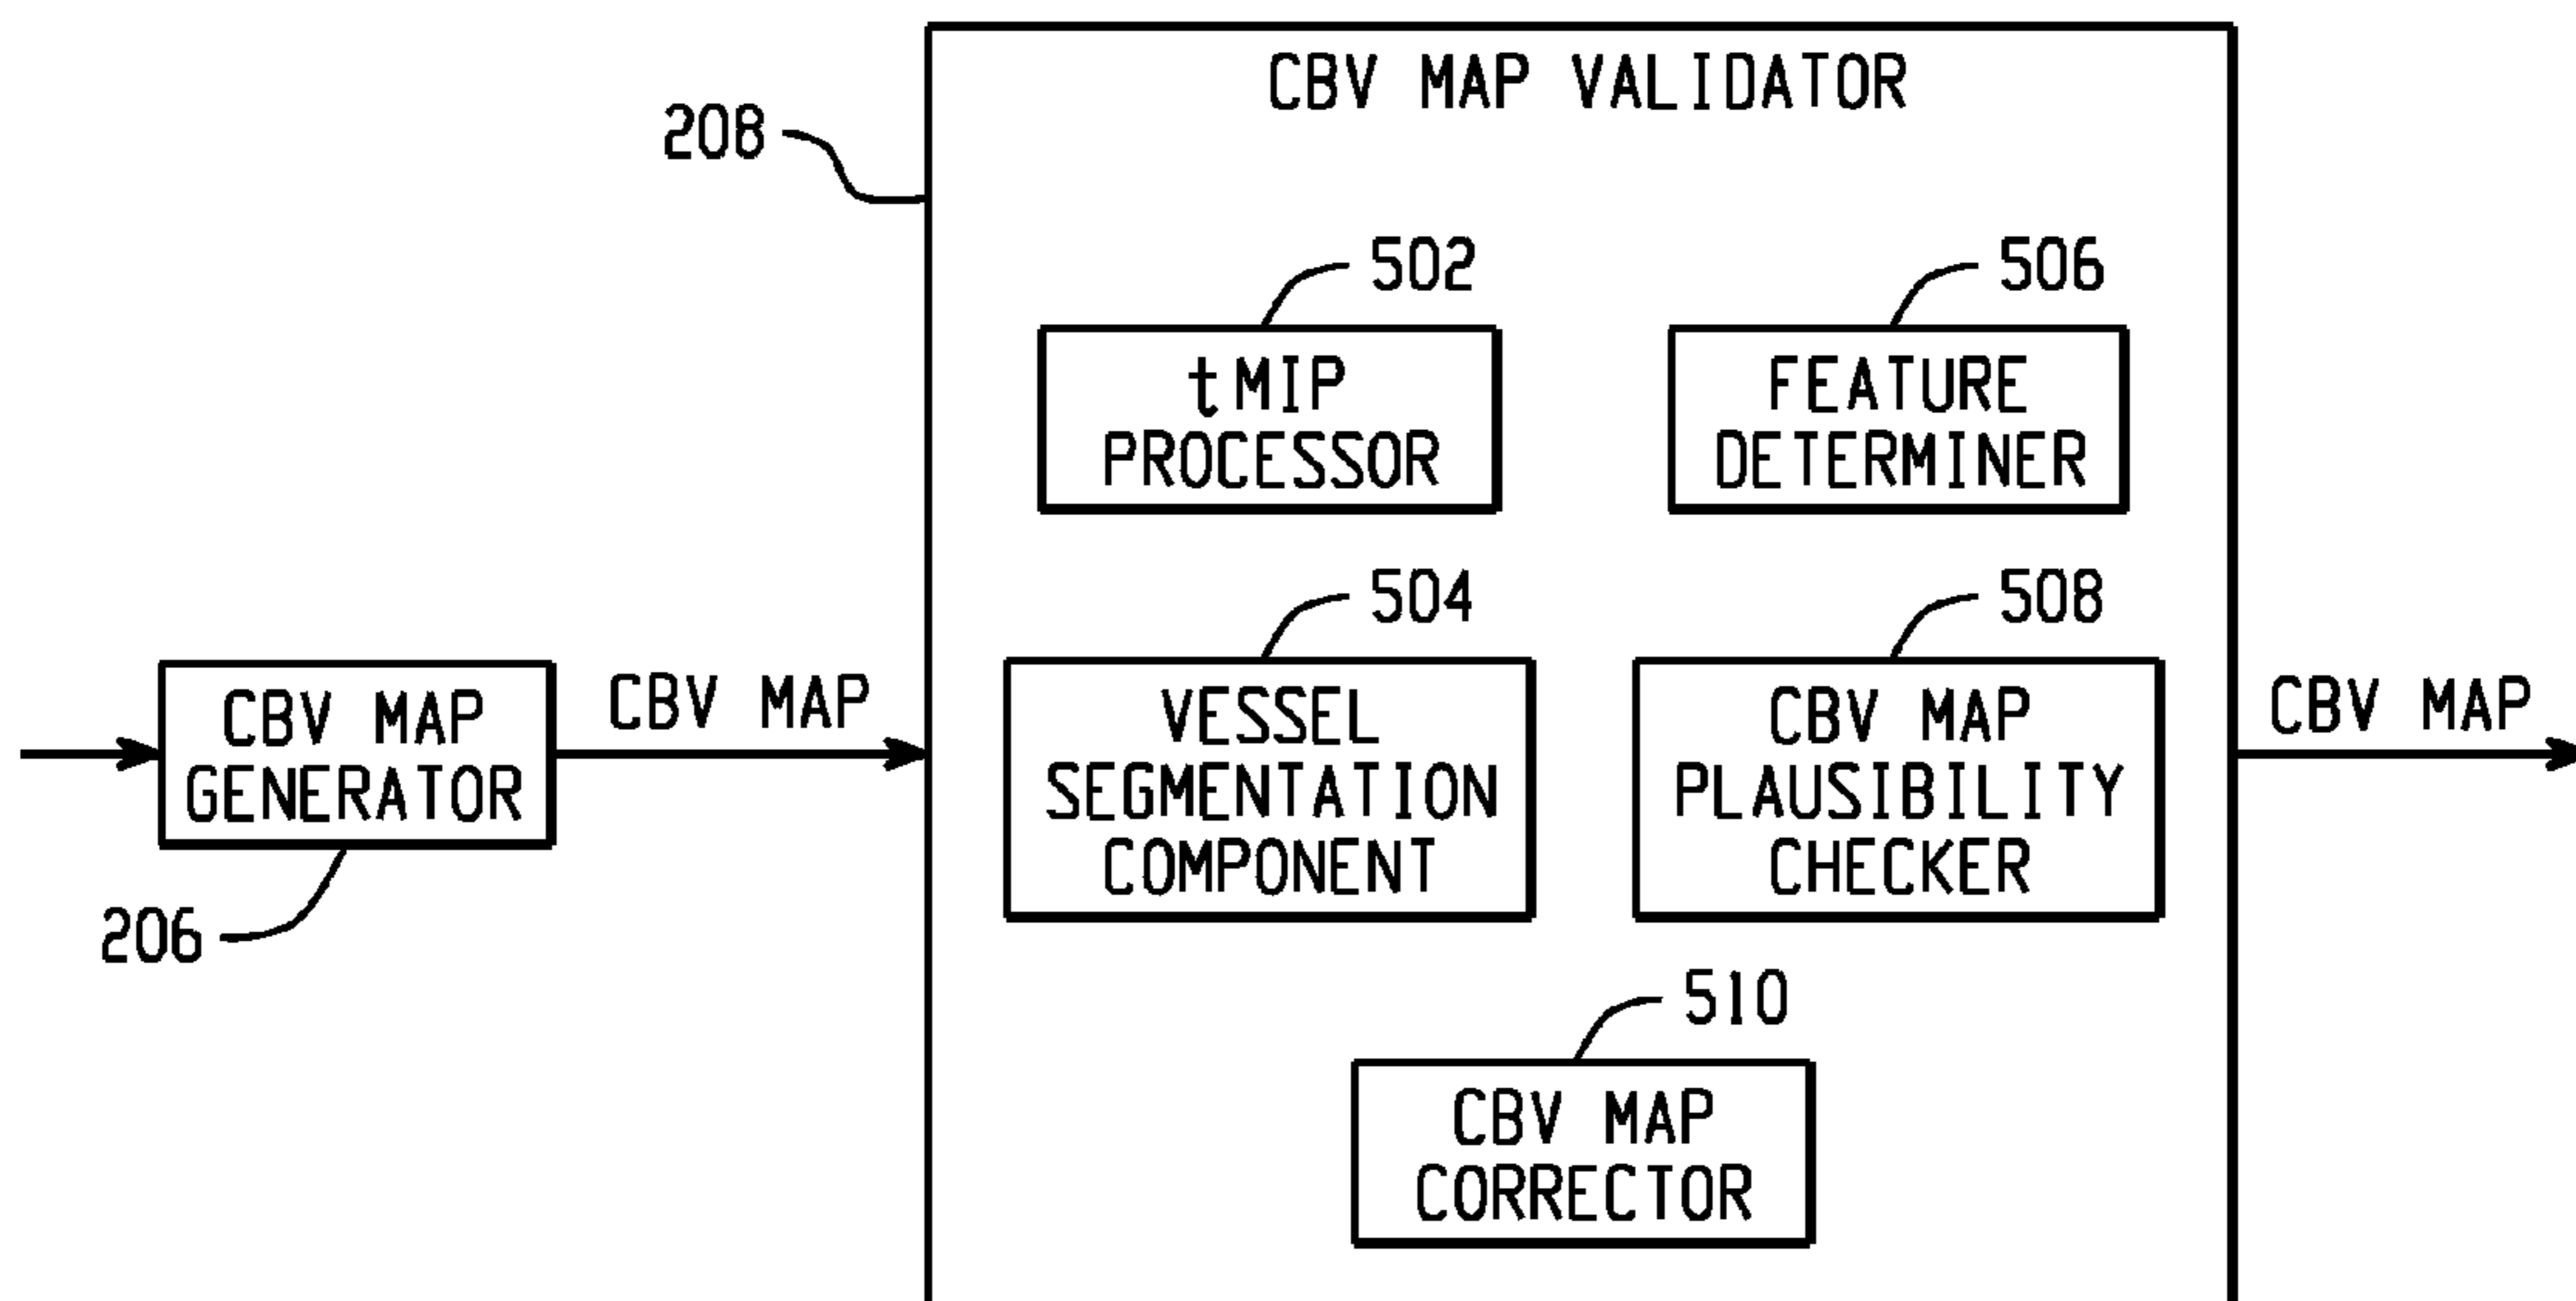 CBV MAP VALIDATOR
208
502
506
tMIP
PROCESSOR
FEATURE
DETERMINER
504
508
VESSEL
SEGMENTATION
COMPONENT
CBV MAP
PLAUSIBILITY
CHECKER
CBV MAP
GENERATOR
CBV MAP
CBV MAP
206
510
CBV MAP
CORRECTOR